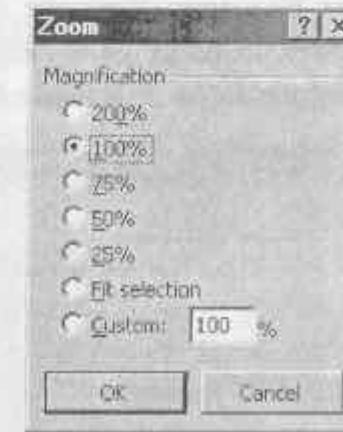 Zoom ? X
Magnification
200%
100%
75%
50%
25%
Fit selection
Custom: 100 %
OK Cancel